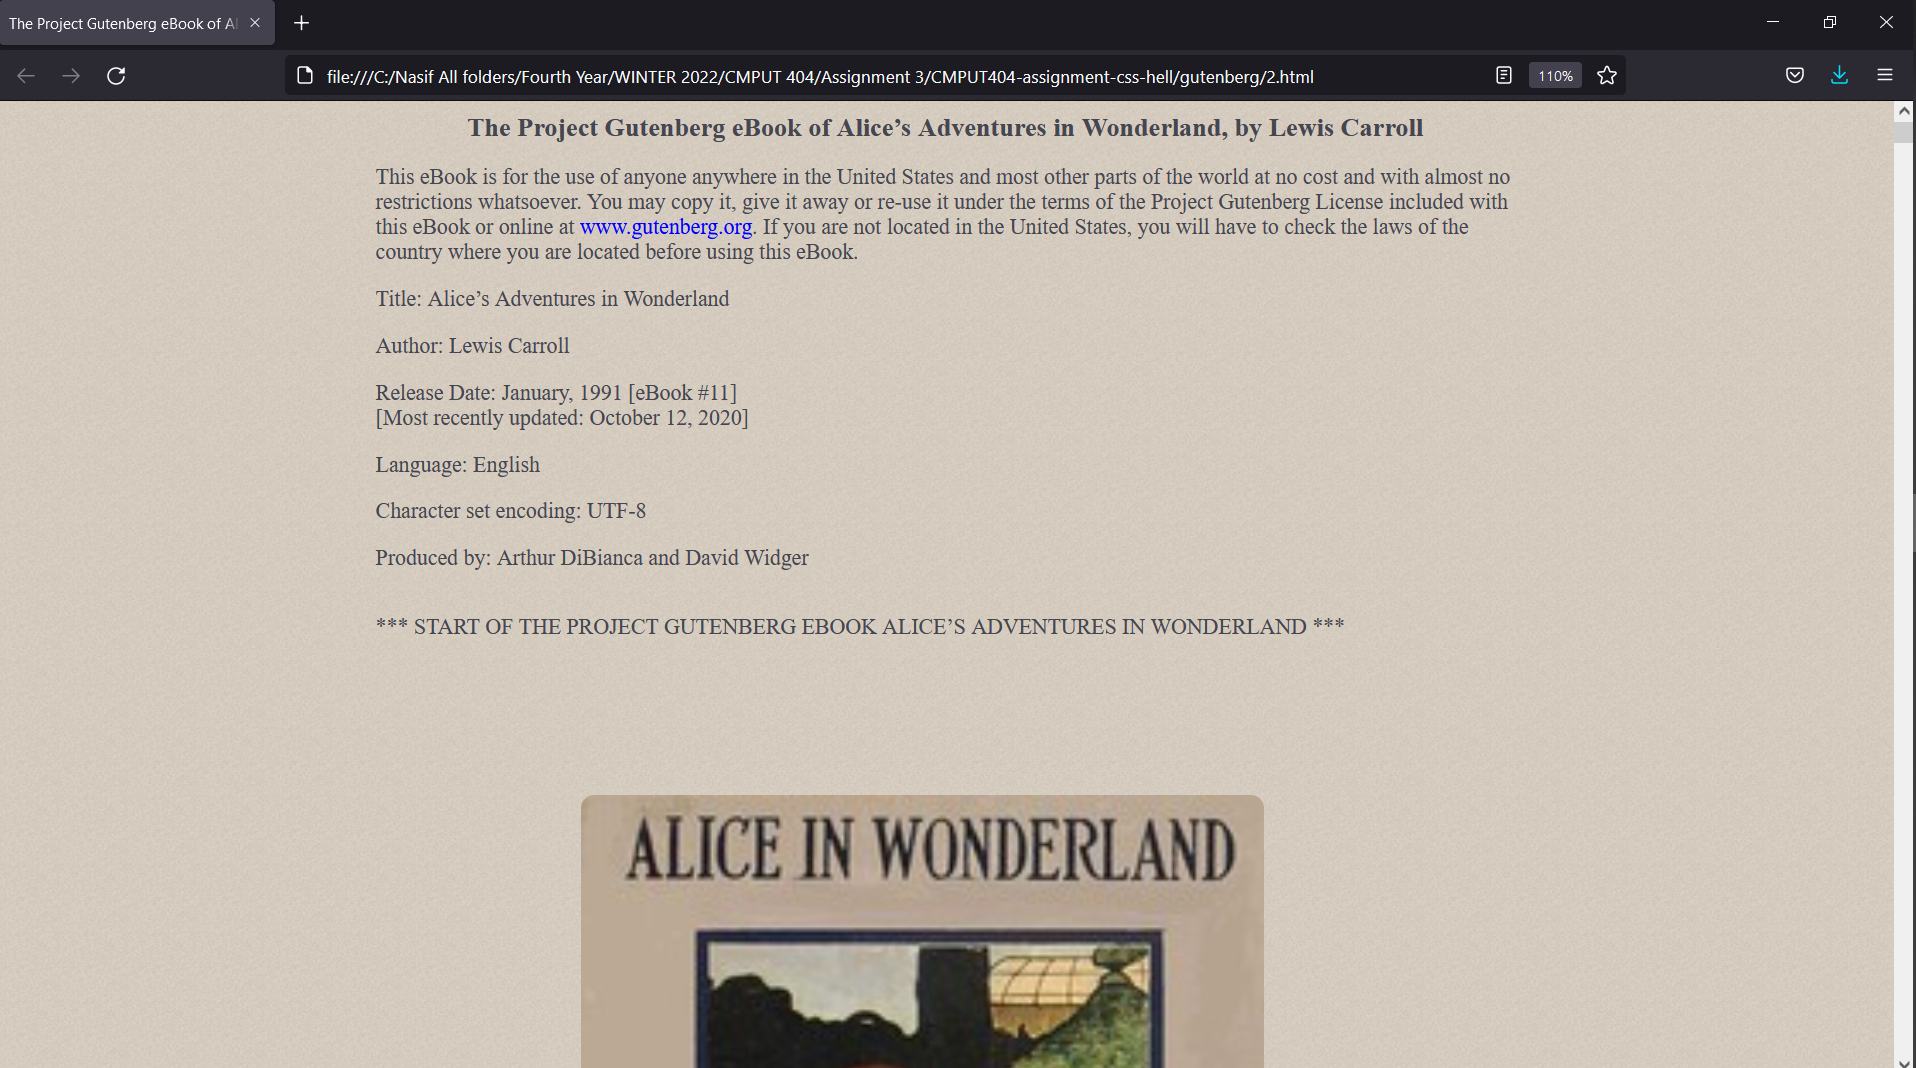 The Project Gutenberg eBook of Al
file:///C:/Nasif All folders/Fourth Year/WINTER 2022/CMPUT 404/Assignment 3/CMPUT404-assignment-css-hell/gutenberg/2.html
110%
The Project Gutenberg eBook of Alice’s Adventures in Wonderland, by Lewis Carroll
This eBook is for the use of anyone anywhere in the United States and most other parts of the world at no cost and with almost no
restrictions whatsoever. You may copy it, give it away or re-use it under the terms of the Project Gutenberg License included with
this eBook or online at www.gutenberg.org. If you are not located in the United States, you will have to check the laws of the
country where you are located before using this eBook.
Title: Alice’s Adventures in Wonderland
Author: Lewis Carroll
Release Date: January, 1991 [eBook #11]
[Most recently updated: October 12, 2020]
Language: English
Character set encoding: UTF-8
Produced by: Arthur DiBianca and David Widger
*** START OF THE PROJECT GUTENBERG EBOOK ALICE’S ADVENTURES IN WONDERLAND ***
ALICE IN WONDERLAND